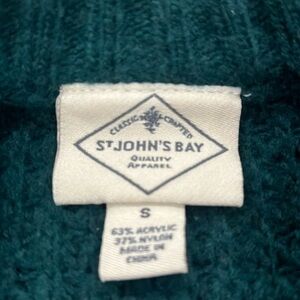 CLASSIC CRAFTED
ST JOHN'S BAY
QUALITY
APPAREL
S
63% ACRYLIC
37% NYLON
MADE IN
CHINA